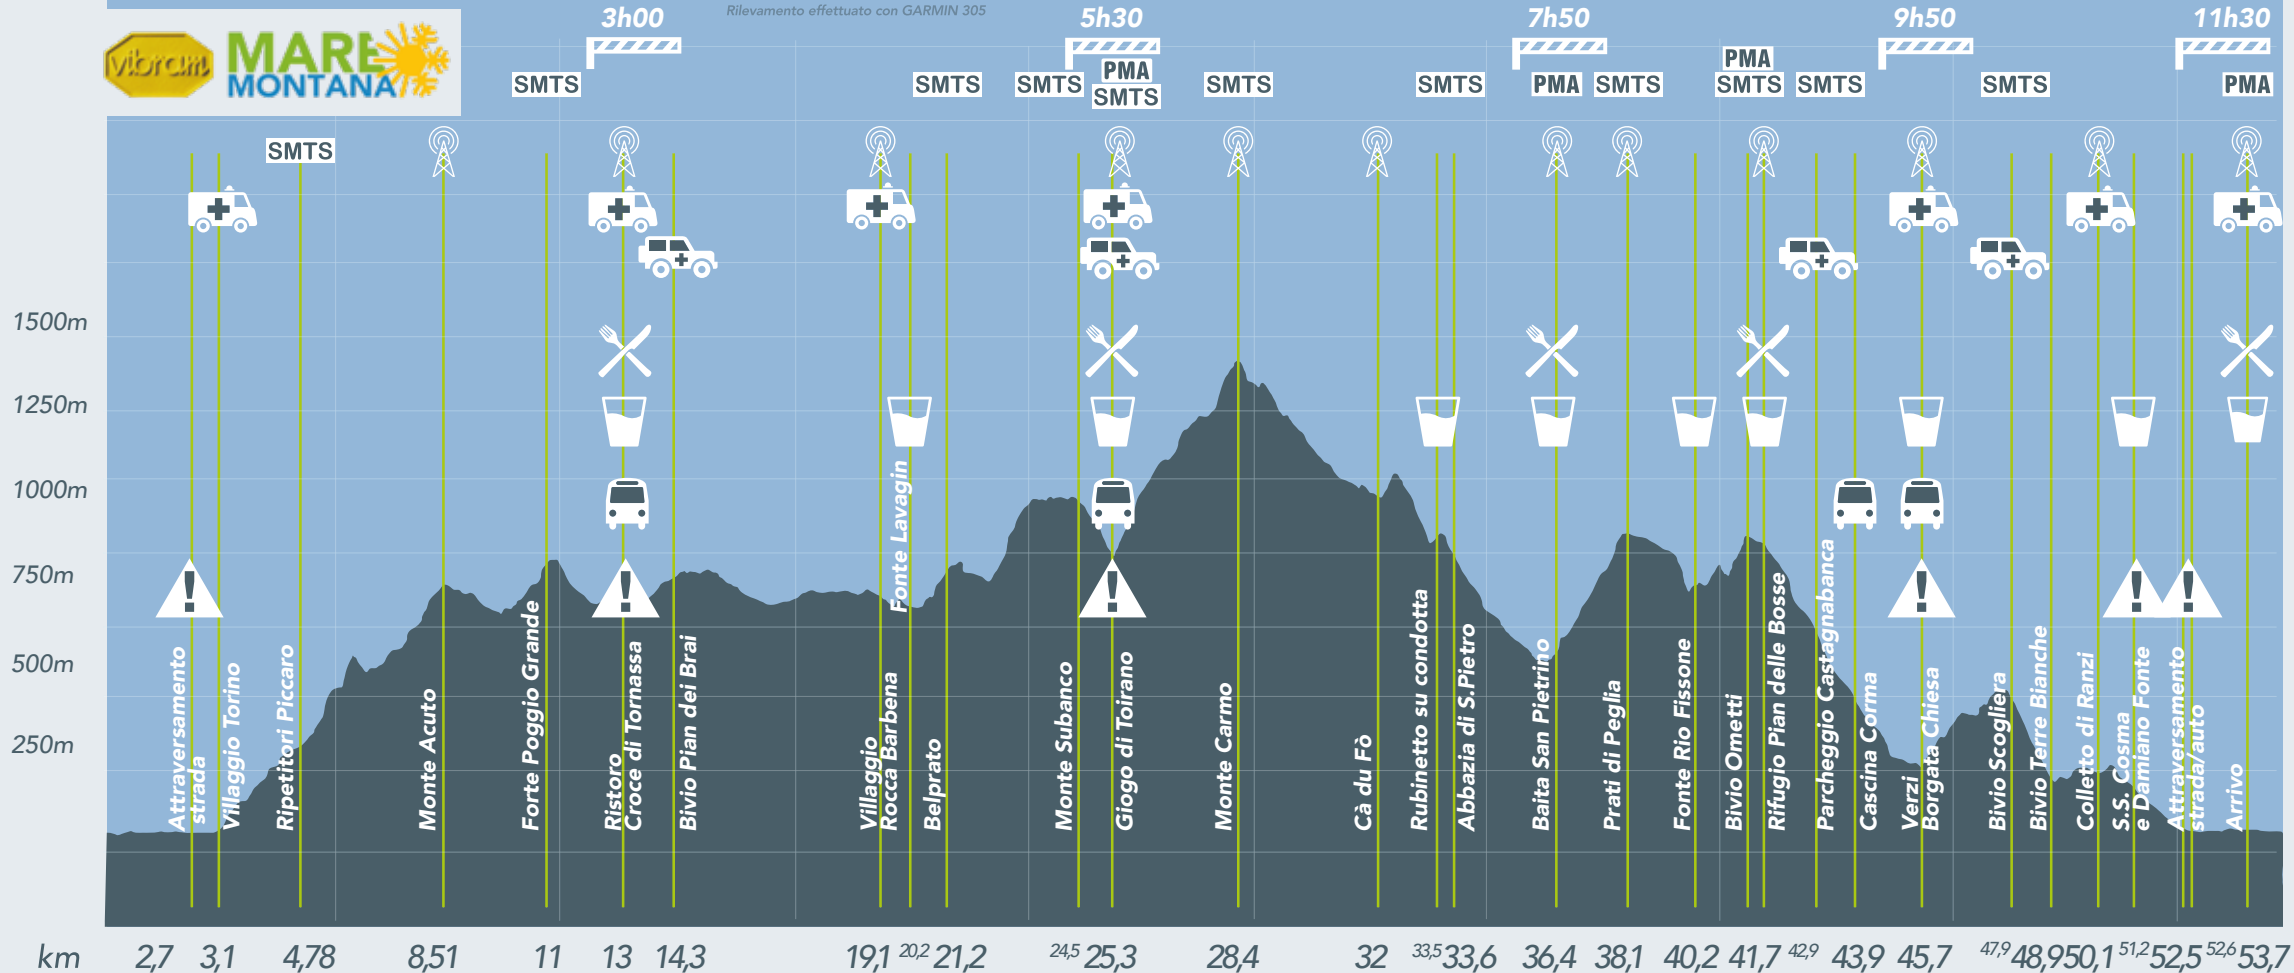 Rilevamento effettuato con GARMIN 305
3h00
5h30
7h50
9h50
11h30
vibram
MARE
MONTANA
PMA
PMA
SMTS
SMTS
SMTS
SMTS
SMTS
PMA
SMTS
SMTS
SMTS
SMTS
SMTS
PMA
SMTS
1500m
1250m
1000m
750m
500m
250m
Attraversamento
strada
Villaggio Torino
Ripetitori Piccaro
Monte Acuto
Forte Poggio Grande
Ristoro
Croce di Tornassa
Bivio Pian dei Brai
Villaggio
Rocca Barbena
Fonte Lavagin
Belprato
Monte Subanco
Giogo di Toirano
Monte Carmo
Cà du Fò
Rubinetto su condotta
Abbazia di S.Pietro
Baita San Pietrino
Prati di Peglia
Fonte Rio Fissone
Bivio Ometti
Rifugio Pian delle Bosse
Parcheggio Castagnabanca
Cascina Corma
Verzi
Borgata Chiesa
Bivio Scogliera
Bivio Terre Bianche
Colletto di Ranzi
S.S. Cosma
e Damiano Fonte
Attraversamento
strada/auto
Arrivo
km 2,7 3,1 4,78 8,51 11 13 14,3 19,1 20,2 21,2 24,5 25,3 28,4 32 33,5 33,6 36,4 38,1 40,2 41,7 42,9 43,9 45,7 47,9 48,9 50,1 51,2 52,5 52,6 53,7